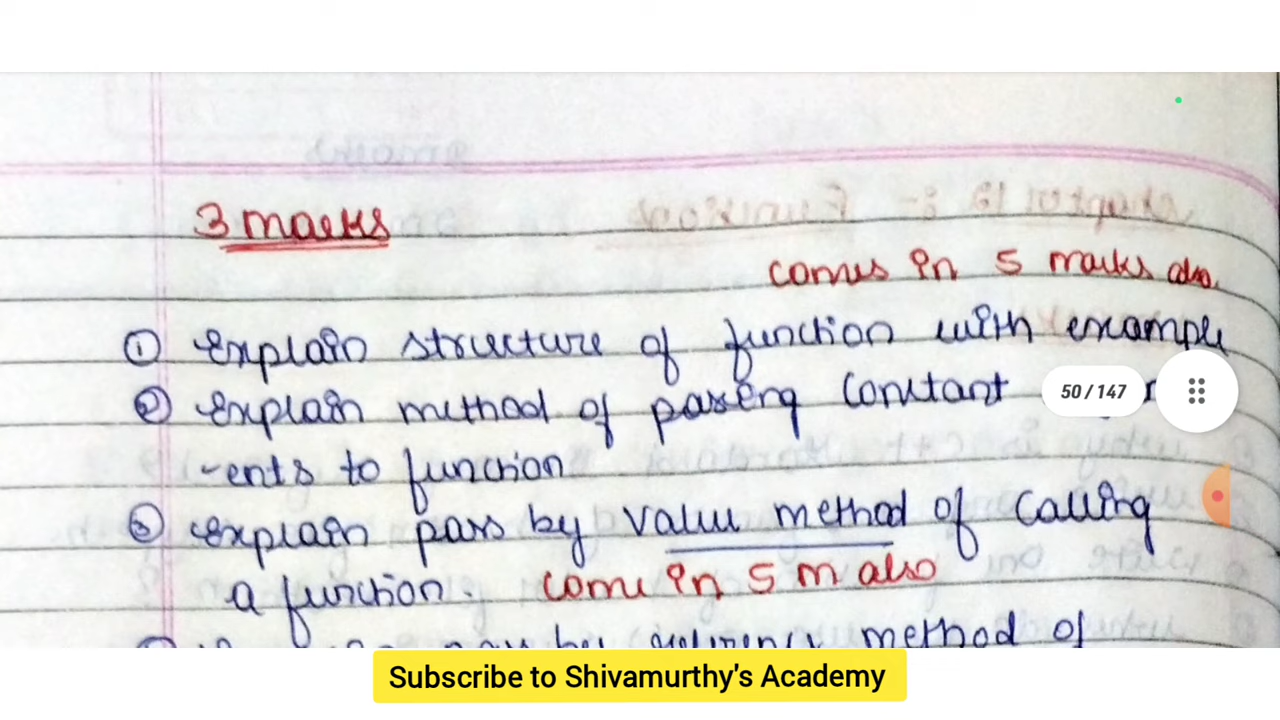 3 marks
comes in 5 marks also
① Explain structure of function with example
② Explain method of passing Constant
50/147
-ents to function
③ Explain pass by value method of calling
a function. come in 5 m also
method of
Subscribe to Shivamurthy's Academy